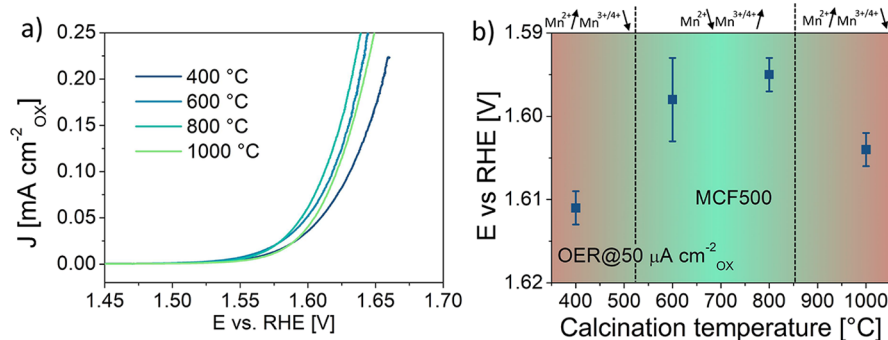 a)
J [mA cm⁻²OX]
0.25
0.20
0.15
0.10
0.05
0.00
400 °C
600 °C
800 °C
1000 °C
1.45 1.50 1.55 1.60 1.65 1.70
E vs. RHE [V]
b)
Mn²⁺↗ Mn³⁺/⁴⁺↘ Mn²⁺↘ Mn³⁺/⁴⁺↗ Mn²⁺↗ Mn³⁺/⁴⁺↘
E vs RHE [V]
1.59
1.60
1.61
1.62
MCF500
OER@50 µA cm⁻²OX
400 500 600 700 800 900 1000
Calcination temperature [°C]